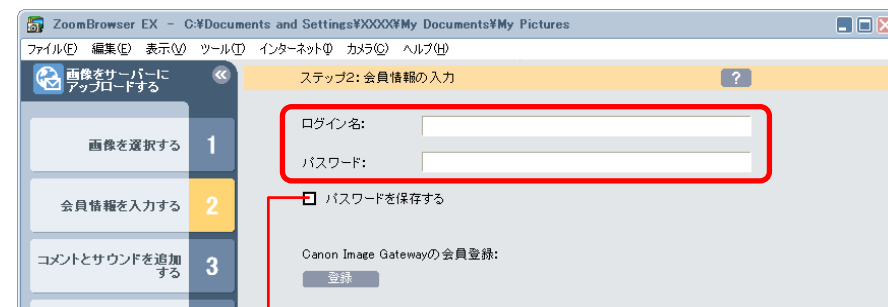 ZoomBrowser EX - C:¥Documents and Settings¥XXXX¥My Documents¥My Pictures
ファイル(F) 編集(E) 表示(V) ツール(T) インターネット(I) カメラ(C) ヘルプ(H)
画像をサーバーに
アップロードする
ステップ2: 会員情報の入力
?
ログイン名:
画像を選択する 1
パスワード:
パスワードを保存する
会員情報を入力する 2
Canon Image Gatewayの会員登録:
コメントとサウンドを追加
する
3
登録